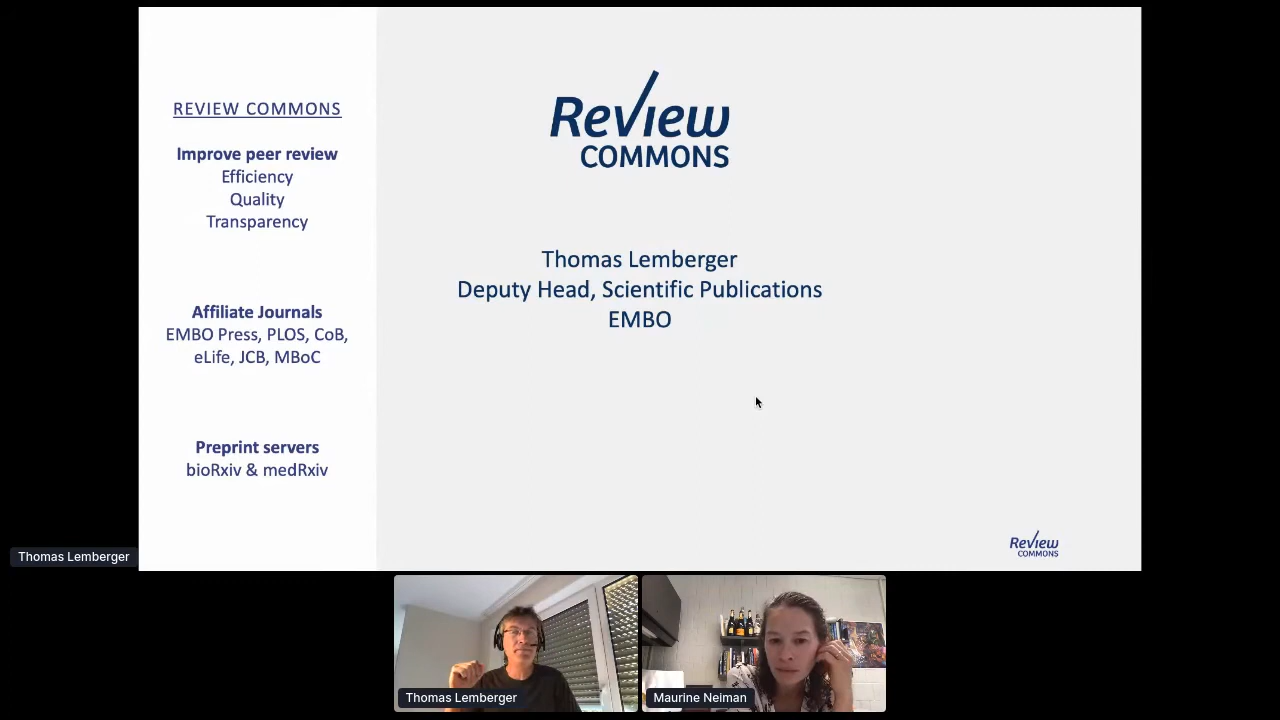 REVIEW COMMONS
Improve peer review
Efficiency
Quality
Transparency
Affiliate Journals
EMBO Press, PLOS, CoB,
eLife, JCB, MBoC
Preprint servers
bioRxiv & medRxiv
Review
COMMONS
Thomas Lemberger
Deputy Head, Scientific Publications
EMBO
Review
COMMONS
Thomas Lemberger
Thomas Lemberger
Maurine Neiman